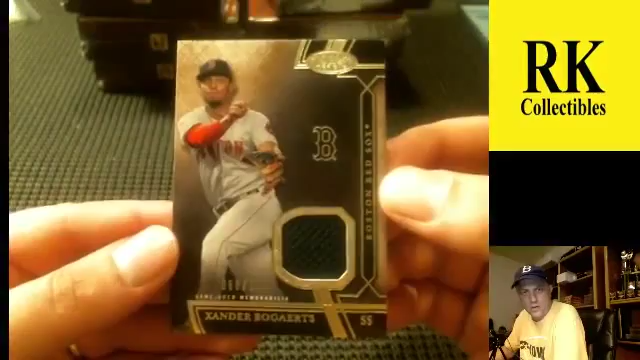 B
BOSTON RED SOX
GAME-USED MEMORABILIA
XANDER BOGAERTS
SS
RK
Collectibles
B